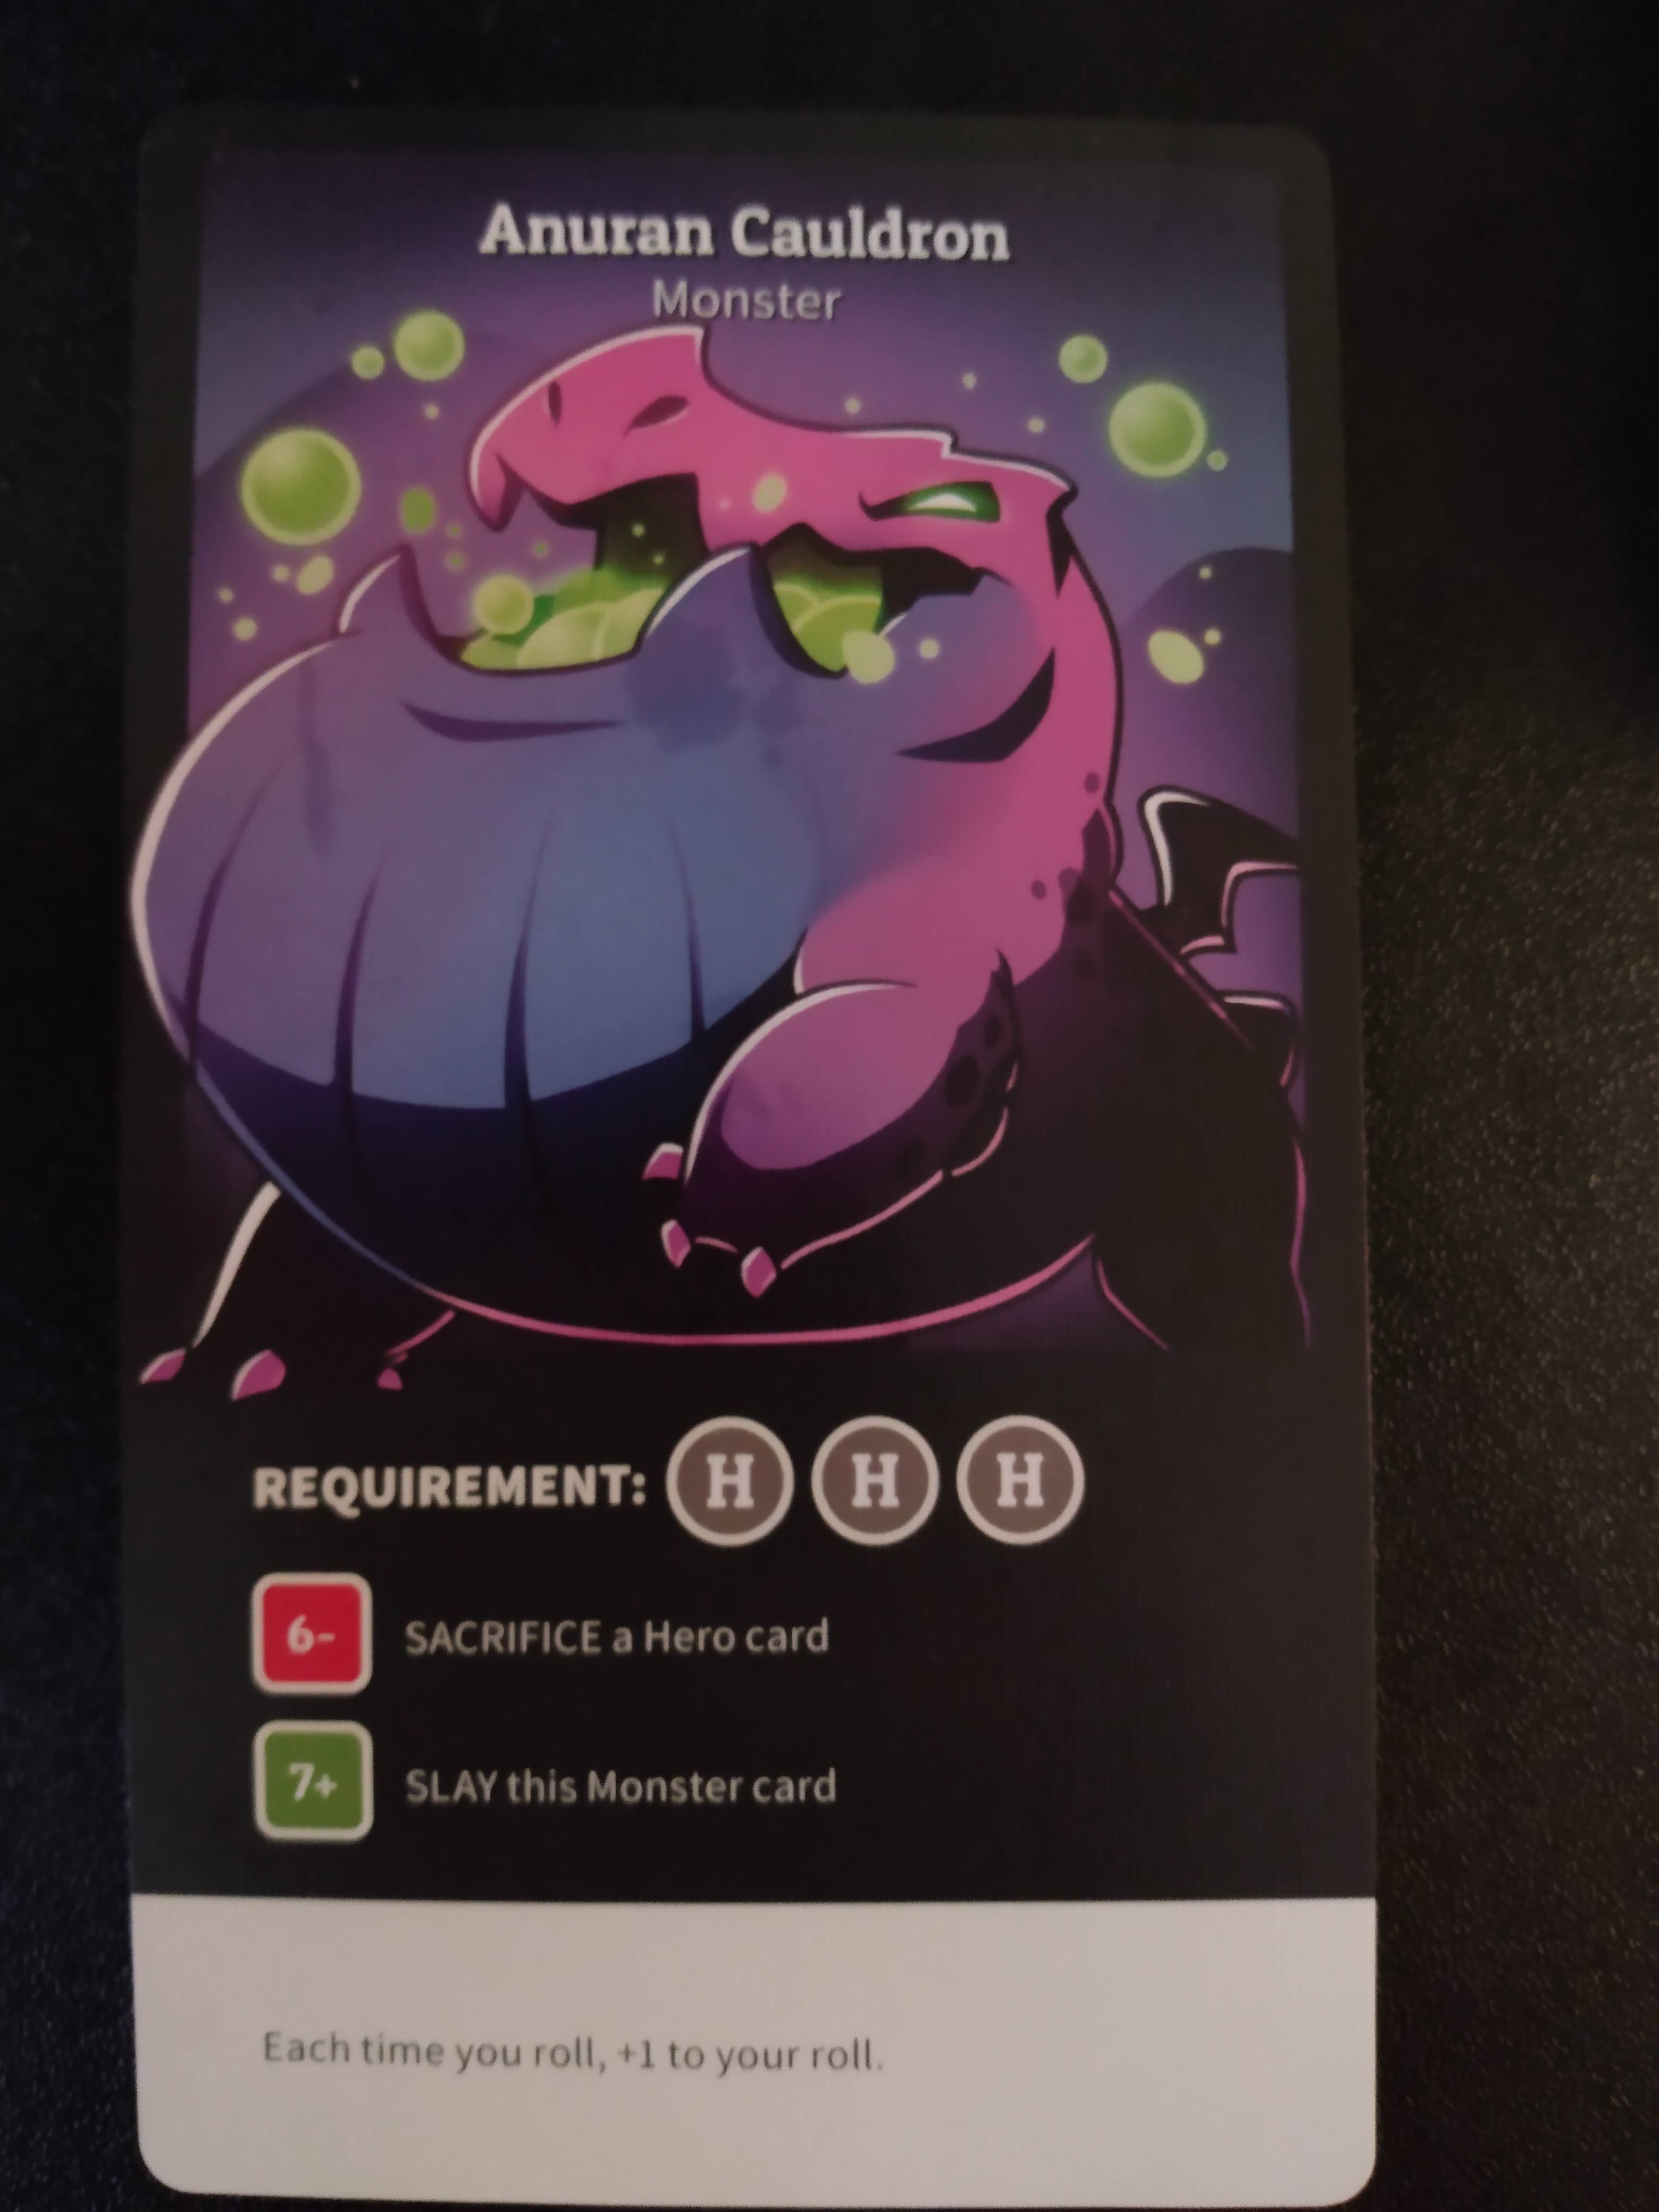 Anuran Cauldron
Monster
REQUIREMENT: H H H
6- SACRIFICE a Hero card
7+ SLAY this Monster card
Each time you roll, +1 to your roll.